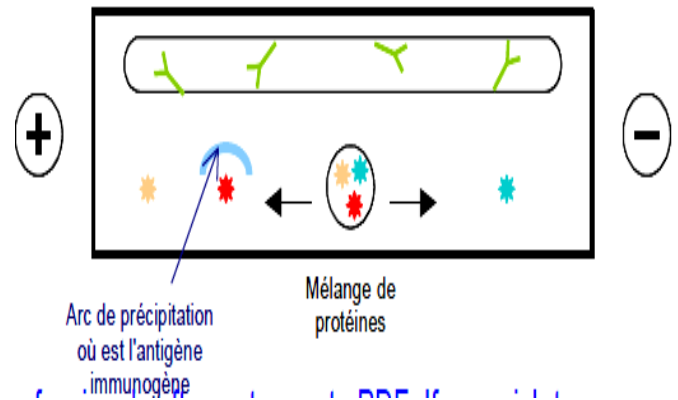 +
−
Mélange de
protéines
Arc de précipitation
où est l'antigène
immunogène